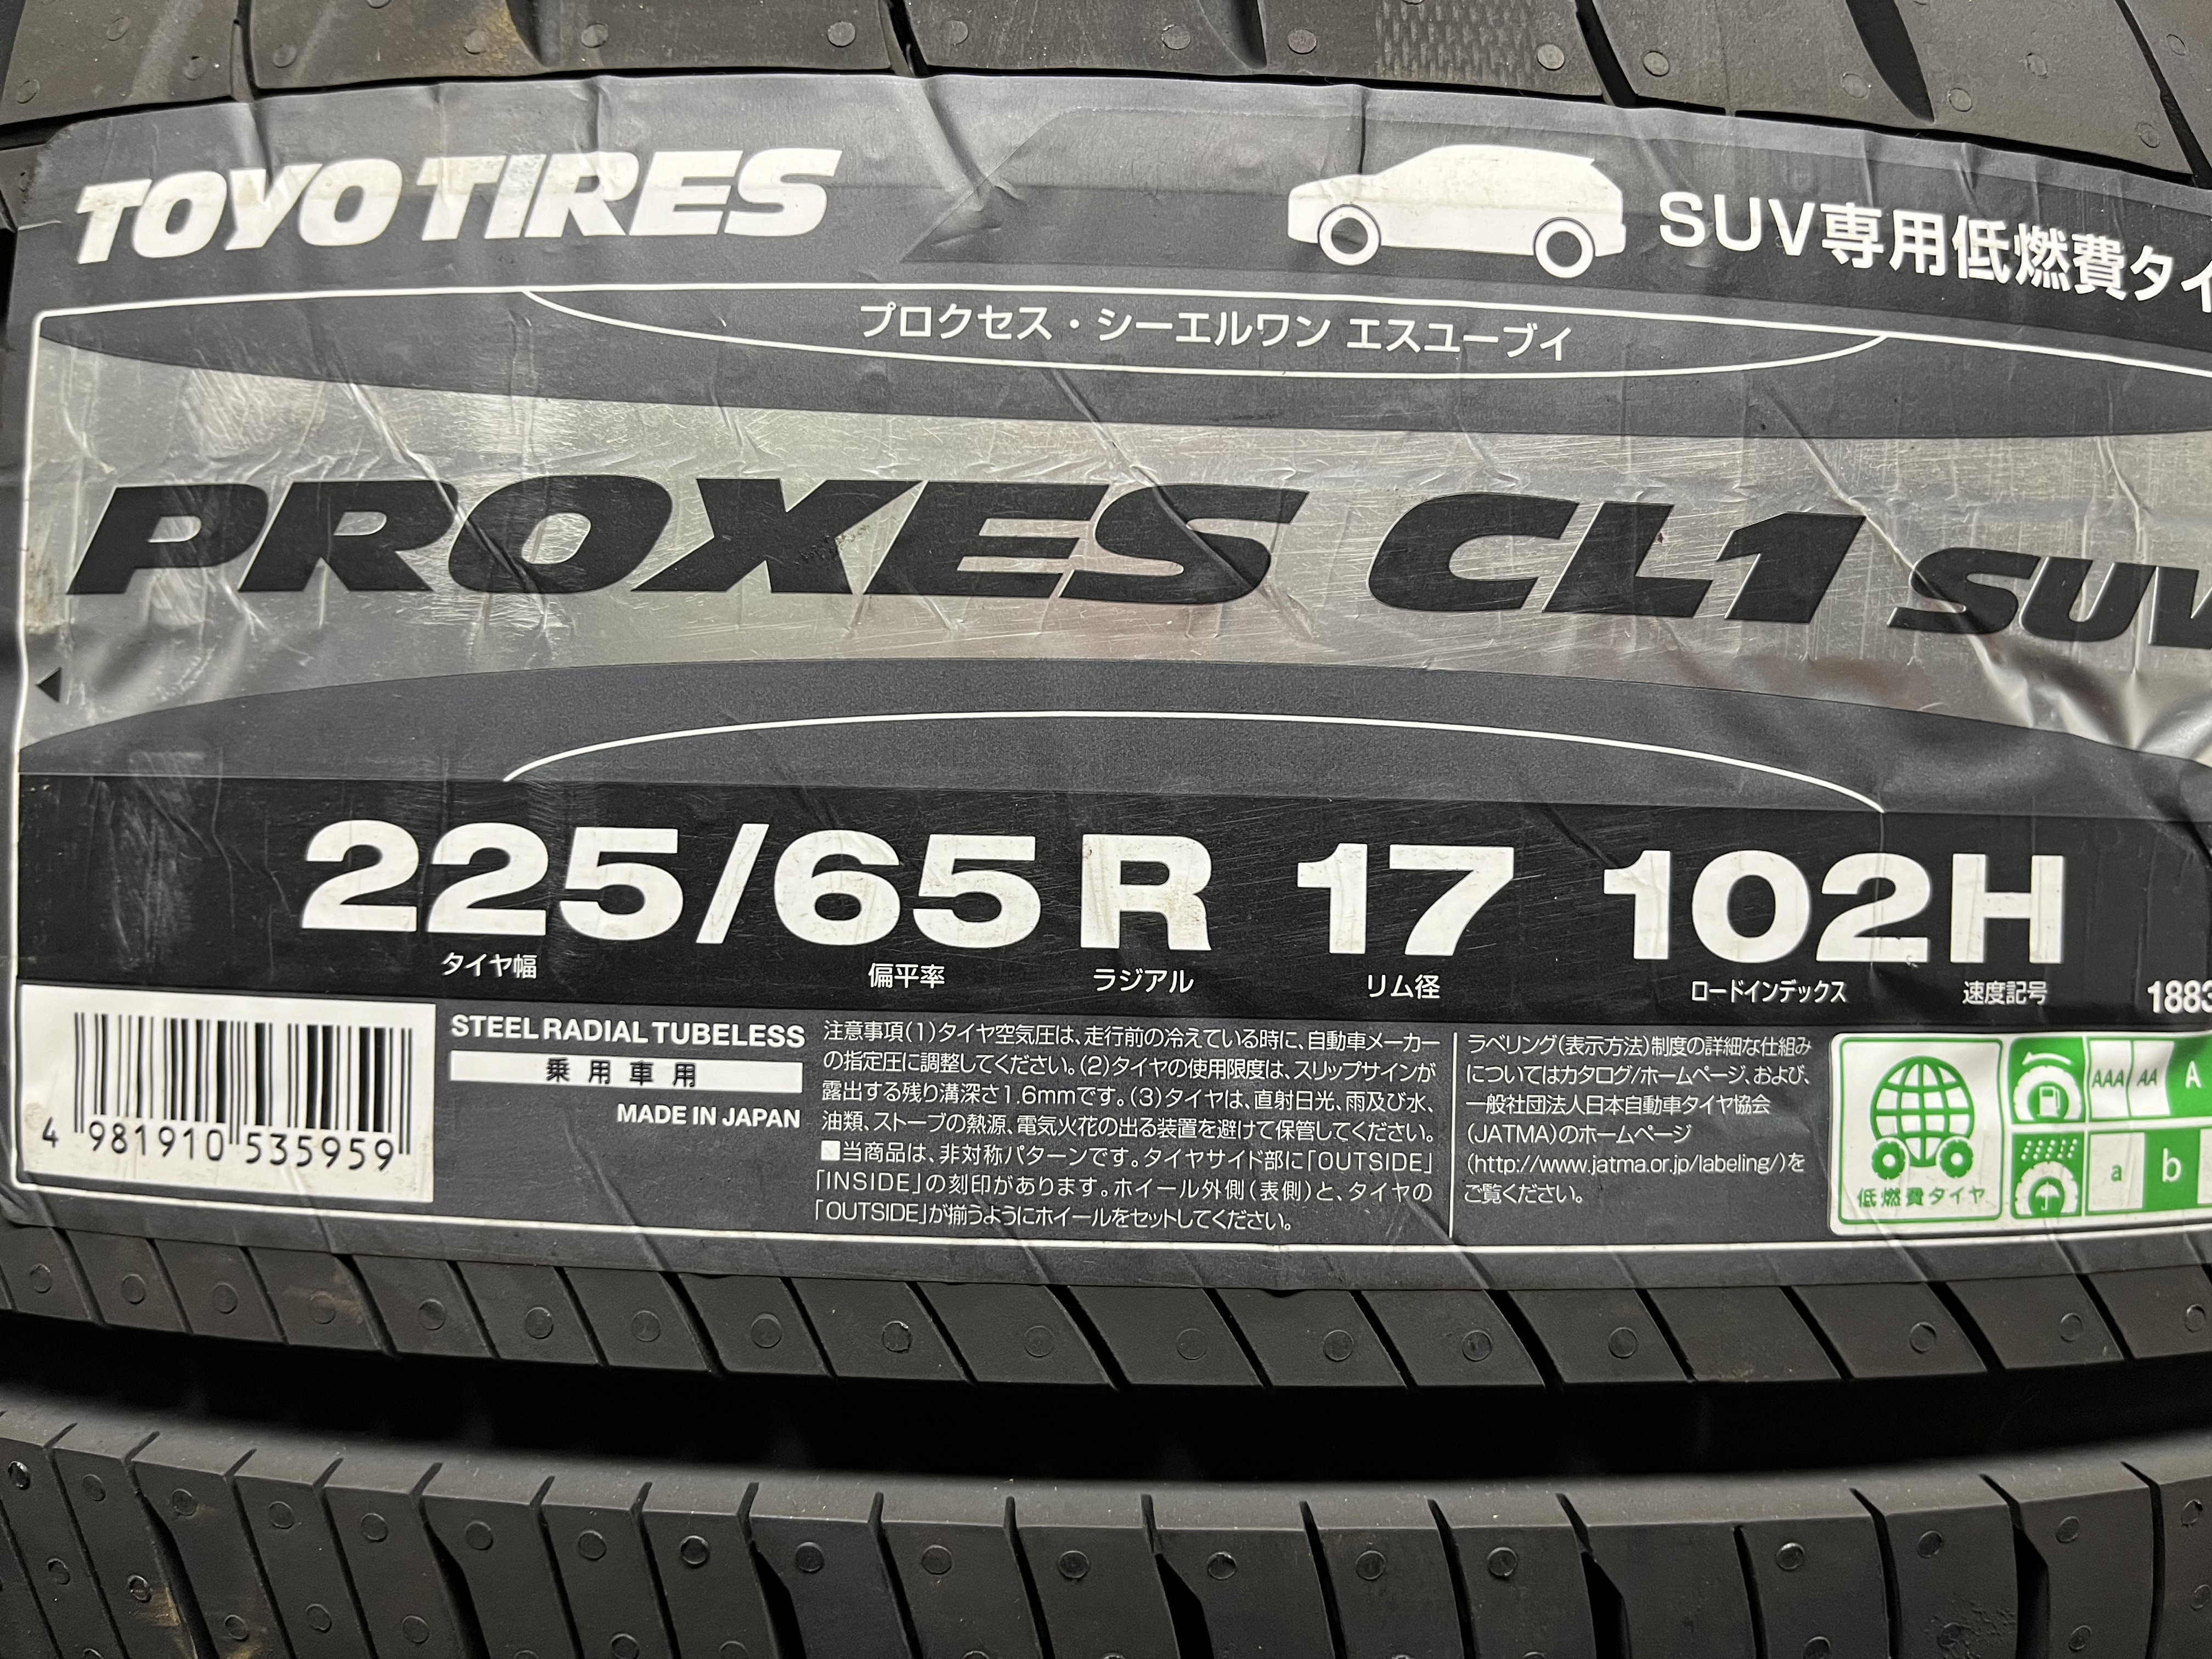 TOYO TIRES
SUV専用低燃費タイ
プロクセス・シーエルワン エスユーブイ
PROXES CL1 SUV
225/65 R 17 102H
タイヤ幅 偏平率 ラジアル リム径 ロードインデックス 速度記号
1883
4 981910 535959
STEEL RADIAL TUBELESS
乗用車用
MADE IN JAPAN
注意事項(1)タイヤ空気圧は、走行前の冷えている時に、自動車メーカー
の指定圧に調整してください。(2)タイヤの使用限度は、スリップサインが
露出する残り溝深さ1.6mmです。(3)タイヤは、直射日光、雨及び水、
油類、ストーブの熱源、電気火花の出る装置を避けて保管してください。
■当商品は、非対称パターンです。タイヤサイド部に「OUTSIDE」
「INSIDE」の刻印があります。ホイール外側(表側)と、タイヤの
「OUTSIDE」が揃うようにホイールをセットしてください。
ラベリング(表示方法)制度の詳細な仕組み
についてはカタログ/ホームページ、および、
一般社団法人日本自動車タイヤ協会
(JATMA)のホームページ
(http://www.jatma.or.jp/labeling/)を
ご覧ください。
低燃費タイヤ
AAA AA A
a b